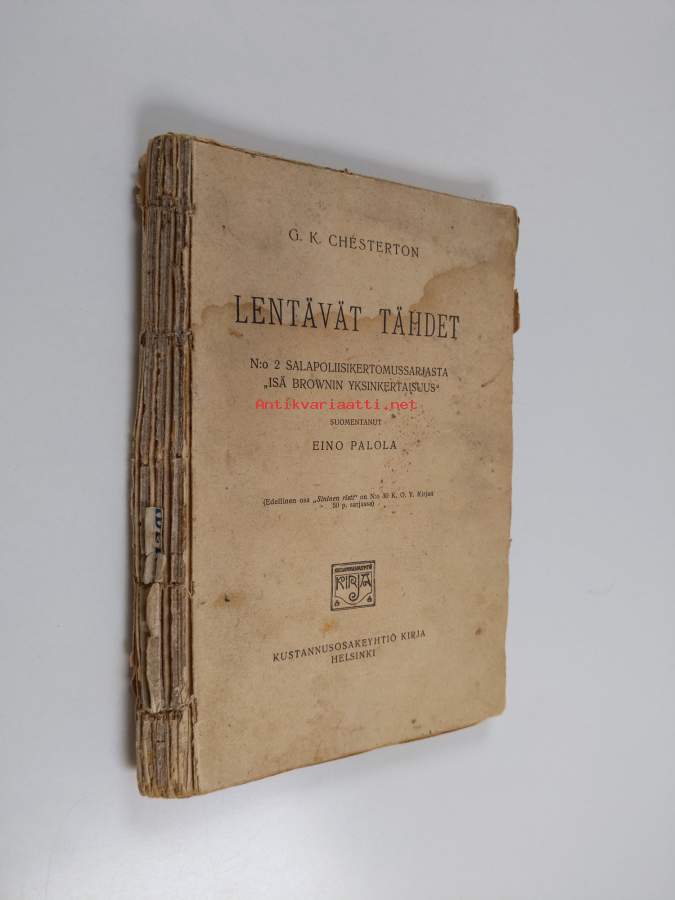 G. K. CHESTERTON
LENTÄVÄT TÄHDET
N:o 2 SALAPOLIISIKERTOMUSSARJASTA
„ISÄ BROWNIN YKSINKERTAISUUS“
Antikvariaatti.net
SUOMENTANUT
EINO PALOLA
(Edellinen osa „Sininen risti“ on N:o 30 K. O. Y. Kirjan
50 p. sarjassa)
KIRJA
KUSTANNUSOSAKEYHTIÖ KIRJA
HELSINKI